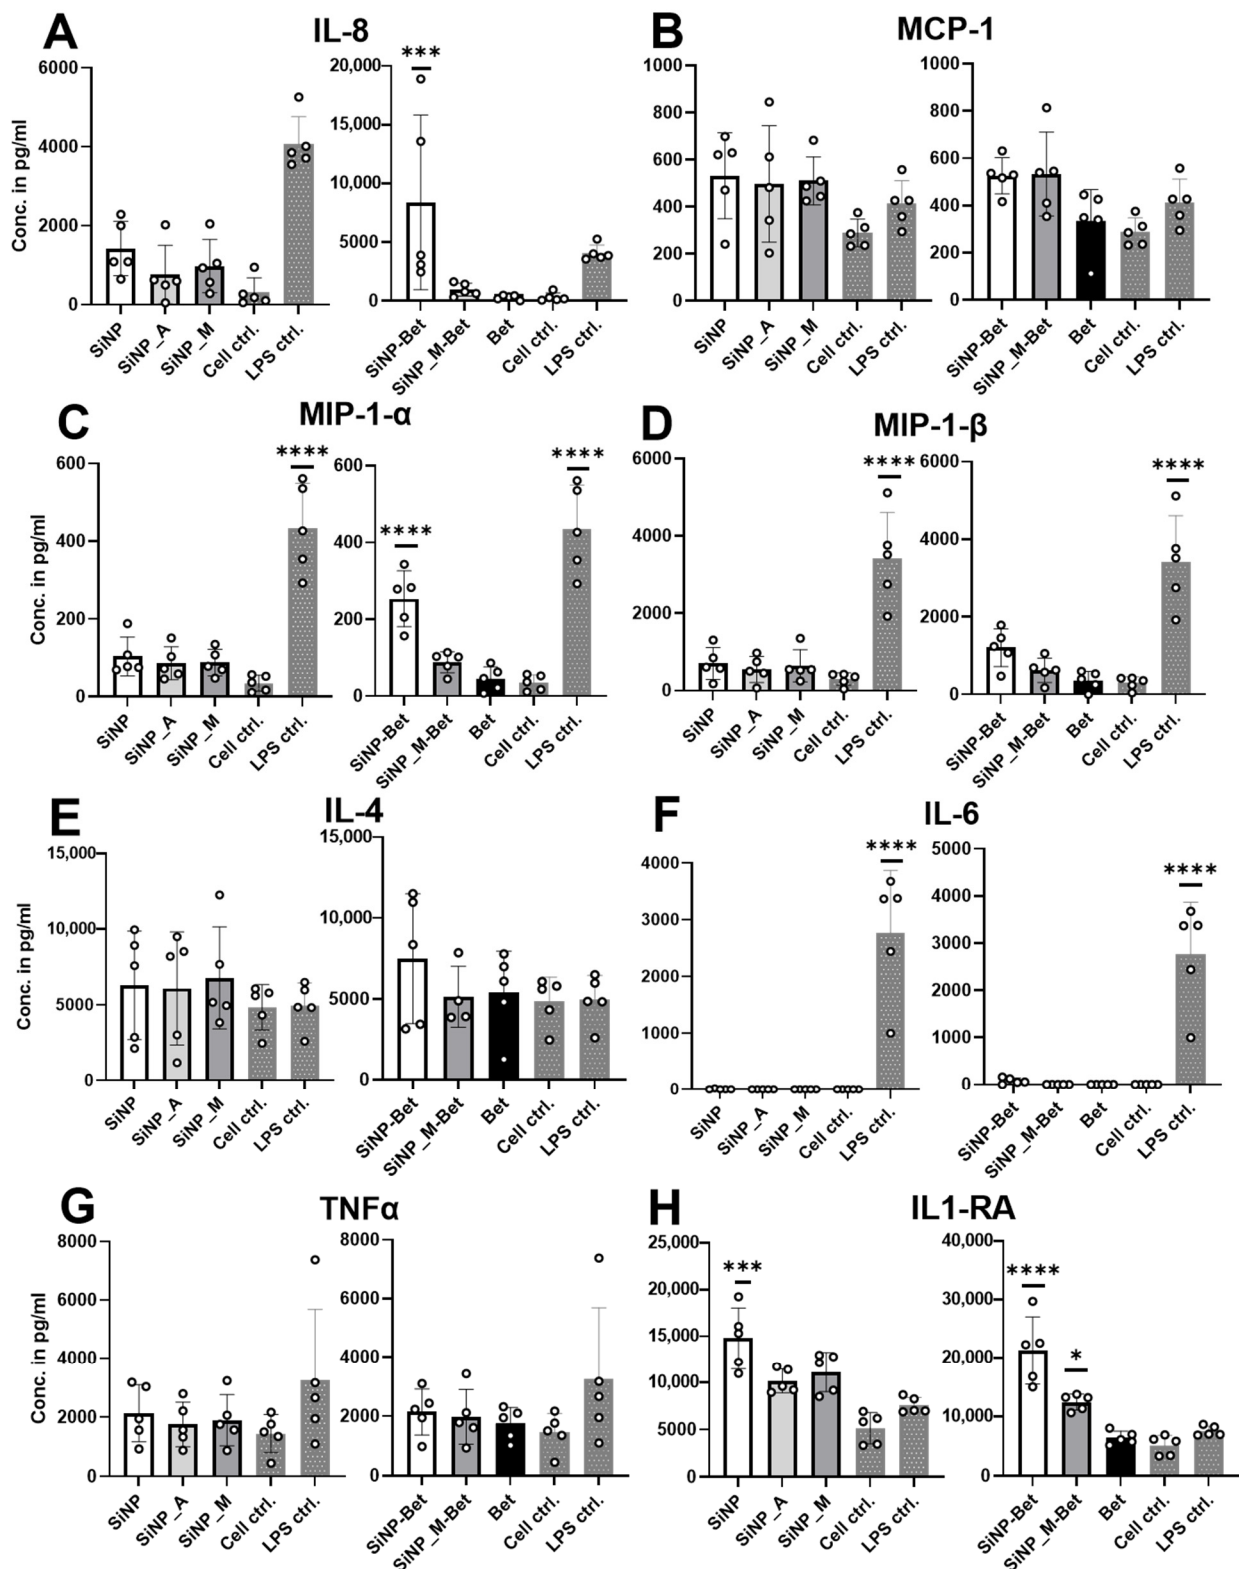 A IL-8 B MCP-1
Conc. in pg/ml
6000
4000
2000
0
SiNP
SiNP_A
SiNP_M
Cell ctrl.
LPS ctrl.
***
20,000
15,000
10,000
5000
0
SiNP-Bet
SiNP_M-Bet
Bet
Cell ctrl.
LPS ctrl.
1000
800
600
400
200
0
SiNP
SiNP_A
SiNP_M
Cell ctrl.
LPS ctrl.
1000
800
600
400
200
0
SiNP-Bet
SiNP_M-Bet
Bet
Cell ctrl.
LPS ctrl.
C MIP-1-α D MIP-1-β
Conc. in pg/ml
****
600
400
200
0
SiNP
SiNP_A
SiNP_M
Cell ctrl.
LPS ctrl.
****
****
600
400
200
0
SiNP-Bet
SiNP_M-Bet
Bet
Cell ctrl.
LPS ctrl.
****
6000
4000
2000
0
SiNP
SiNP_A
SiNP_M
Cell ctrl.
LPS ctrl.
****
6000
4000
2000
0
SiNP-Bet
SiNP_M-Bet
Bet
Cell ctrl.
LPS ctrl.
E IL-4 F IL-6
Conc. in pg/ml
15,000
10,000
5000
0
SiNP
SiNP_A
SiNP_M
Cell ctrl.
LPS ctrl.
15,000
10,000
5000
0
SiNP-Bet
SiNP_M-Bet
Bet
Cell ctrl.
LPS ctrl.
****
4000
3000
2000
1000
0
SiNP
SiNP_A
SiNP_M
Cell ctrl.
LPS ctrl.
****
5000
4000
3000
2000
1000
0
SiNP-Bet
SiNP_M-Bet
Bet
Cell ctrl.
LPS ctrl.
G TNFα H IL1-RA
Conc. in pg/ml
8000
6000
4000
2000
0
SiNP
SiNP_A
SiNP_M
Cell ctrl.
LPS ctrl.
8000
6000
4000
2000
0
SiNP-Bet
SiNP_M-Bet
Bet
Cell ctrl.
LPS ctrl.
***
25,000
20,000
15,000
10,000
5000
0
SiNP
SiNP_A
SiNP_M
Cell ctrl.
LPS ctrl.
****
*
40,000
30,000
20,000
10,000
0
SiNP-Bet
SiNP_M-Bet
Bet
Cell ctrl.
LPS ctrl.